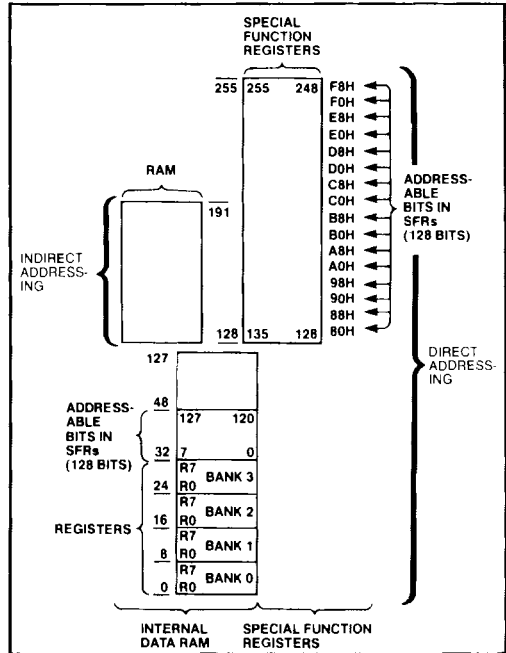 SPECIAL
FUNCTION
REGISTERS
255 255 248
F8H
F0H
E8H
E0H
D8H
D0H
C8H
C0H
B8H
B0H
A8H
A0H
98H
90H
88H
80H
ADDRESS-
ABLE
BITS IN
SFRs
(128 BITS)
RAM
191
INDIRECT
ADDRESS-
ING
128 135 128
DIRECT
ADDRESS-
ING
127
48
ADDRESS-
ABLE
BITS IN
SFRs
(128 BITS)
127 120
32 7 0
REGISTERS
R7
R0 BANK 3
24
R7
R0 BANK 2
16
R7
R0 BANK 1
8
R7
R0 BANK 0
0
INTERNAL
DATA RAM
SPECIAL FUNCTION
REGISTERS